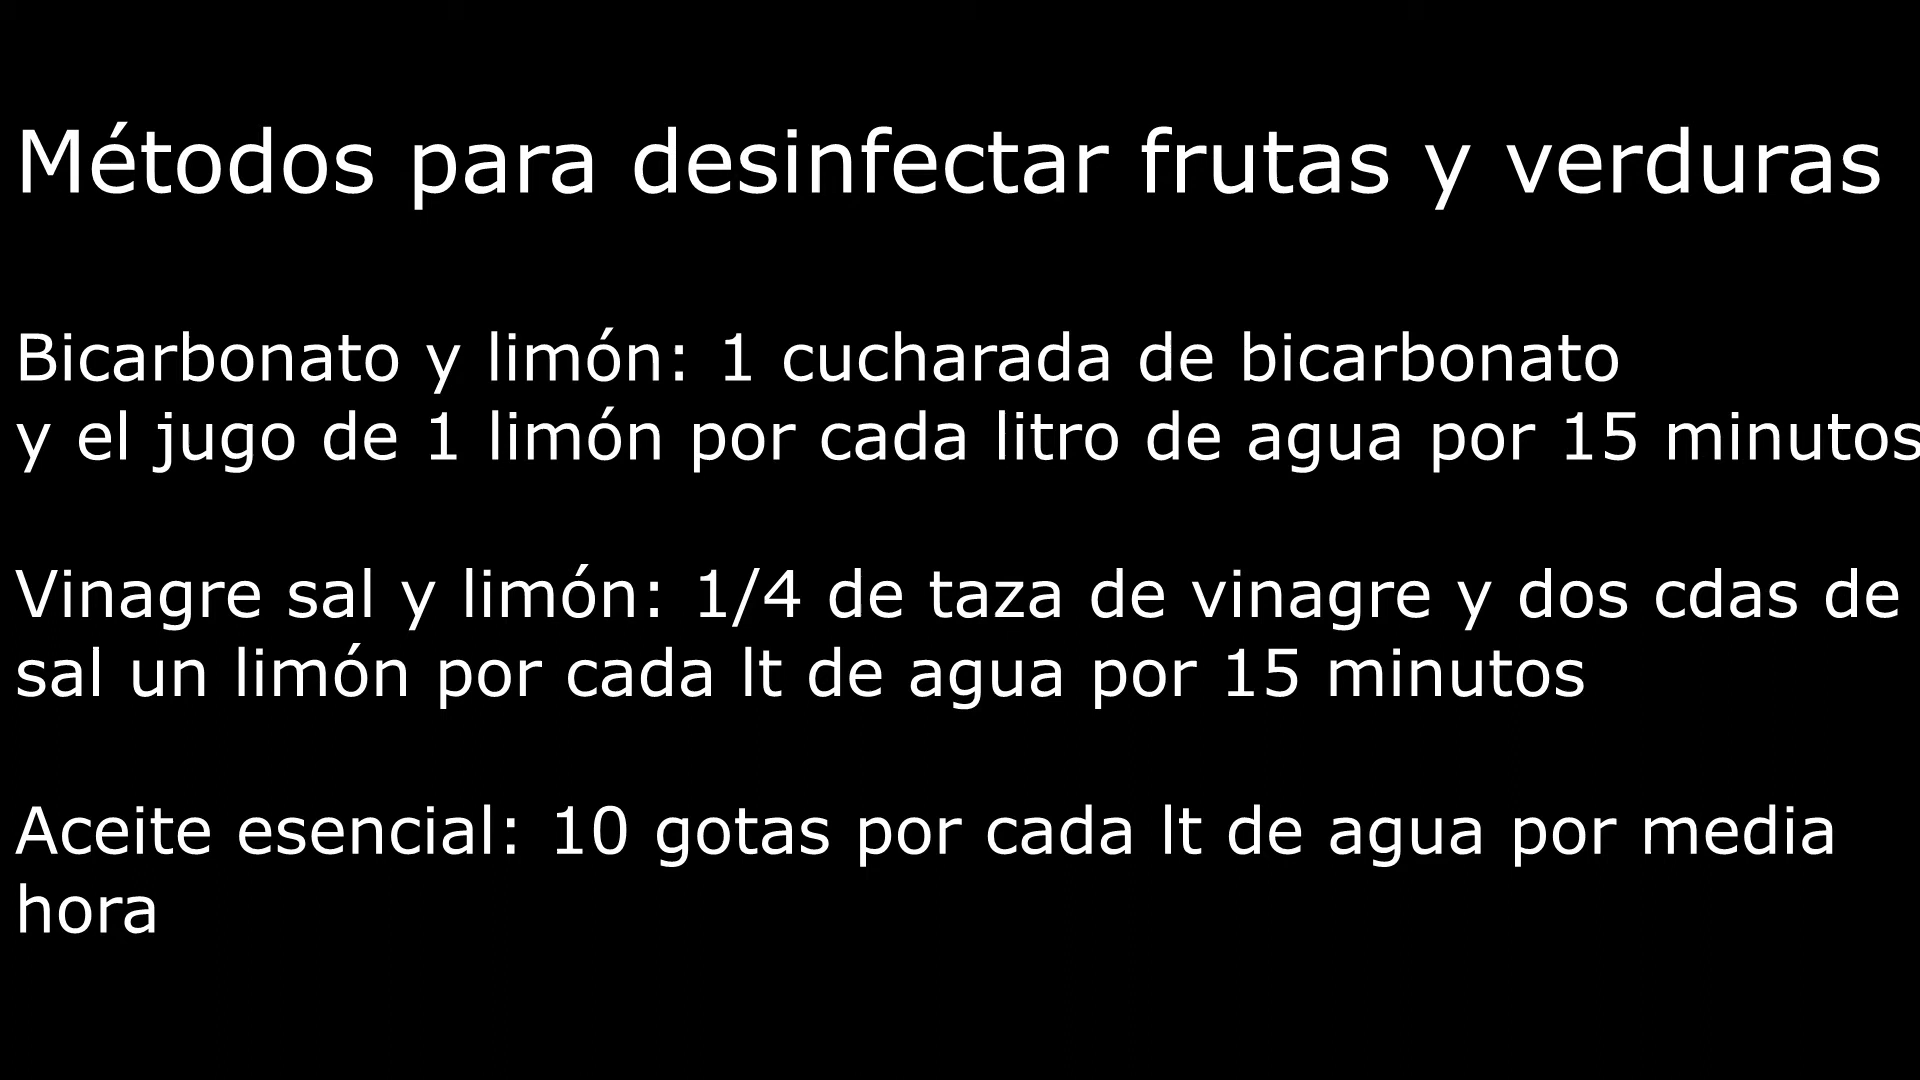 Métodos para desinfectar frutas y verduras
Bicarbonato y limón: 1 cucharada de bicarbonato
y el jugo de 1 limón por cada litro de agua por 15 minutos
Vinagre sal y limón: 1/4 de taza de vinagre y dos cdas de
sal un limón por cada lt de agua por 15 minutos
Aceite esencial: 10 gotas por cada lt de agua por media
hora